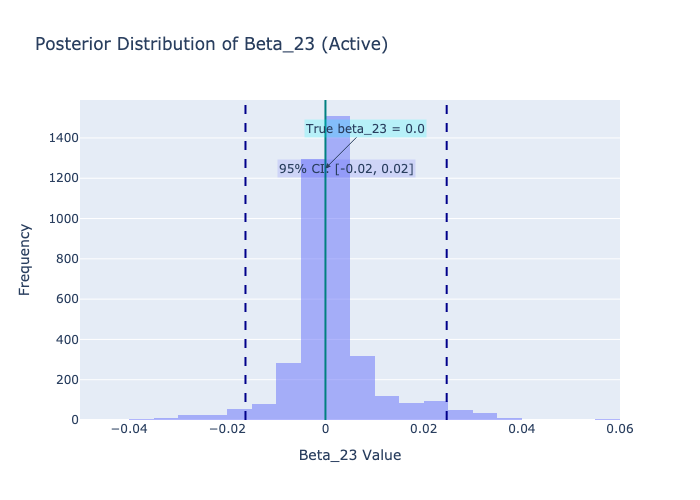 Posterior Distribution of Beta_23 (Active)
True beta_23 = 0.0
95% CI: [-0.02, 0.02]
Frequency
1400
1200
1000
800
600
400
200
0
−0.04 −0.02 0 0.02 0.04 0.06
Beta_23 Value